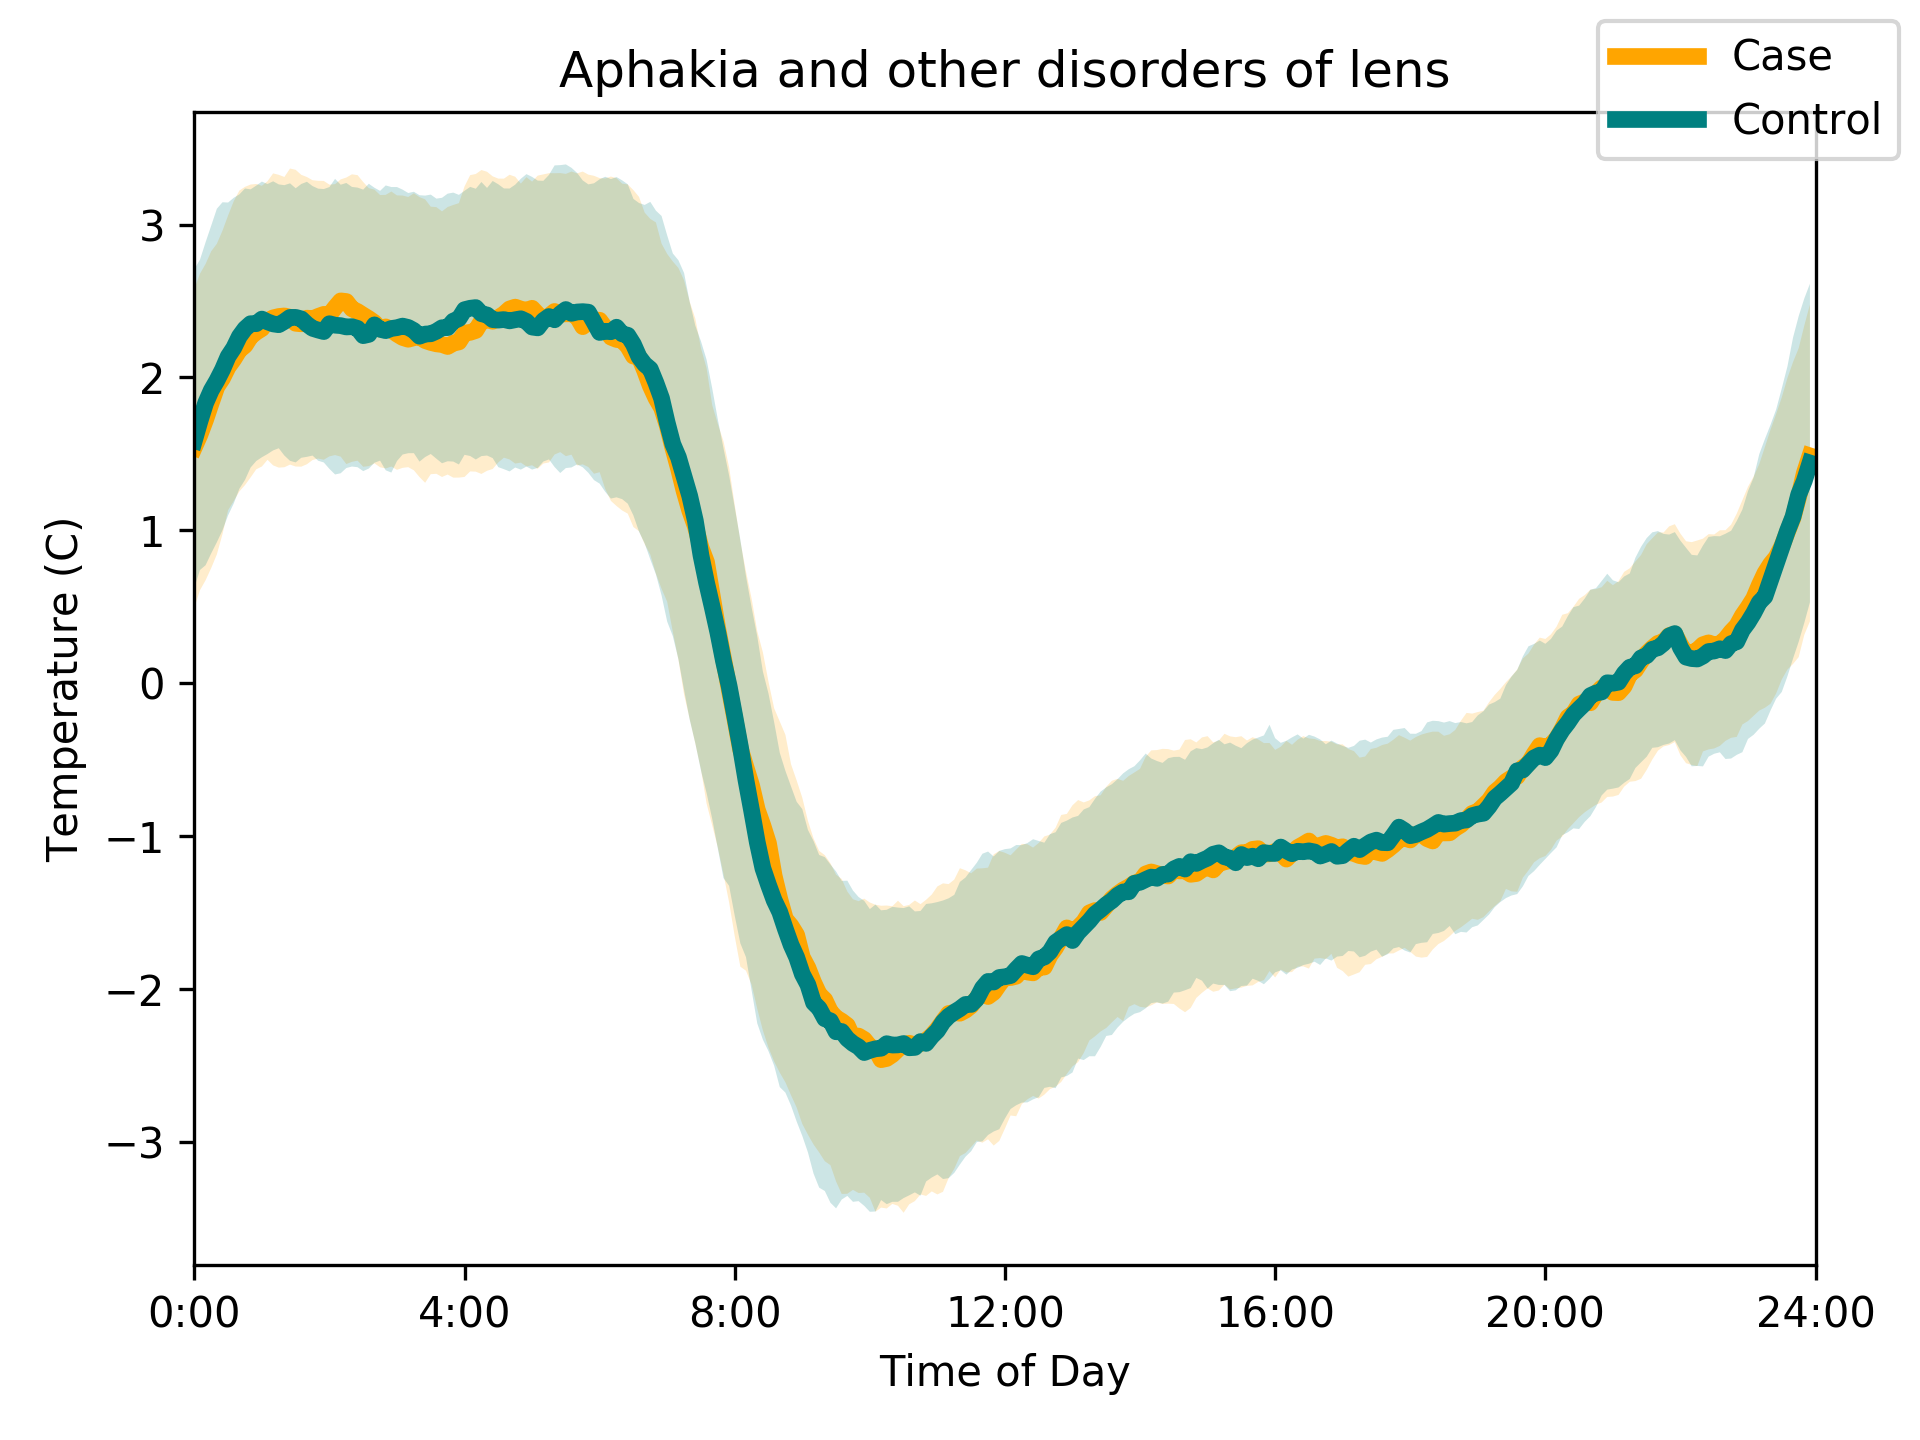 Aphakia and other disorders of lens
Case
Control
Temperature (C)
3
2
1
0
−1
−2
−3
0:00 4:00 8:00 12:00 16:00 20:00 24:00
Time of Day